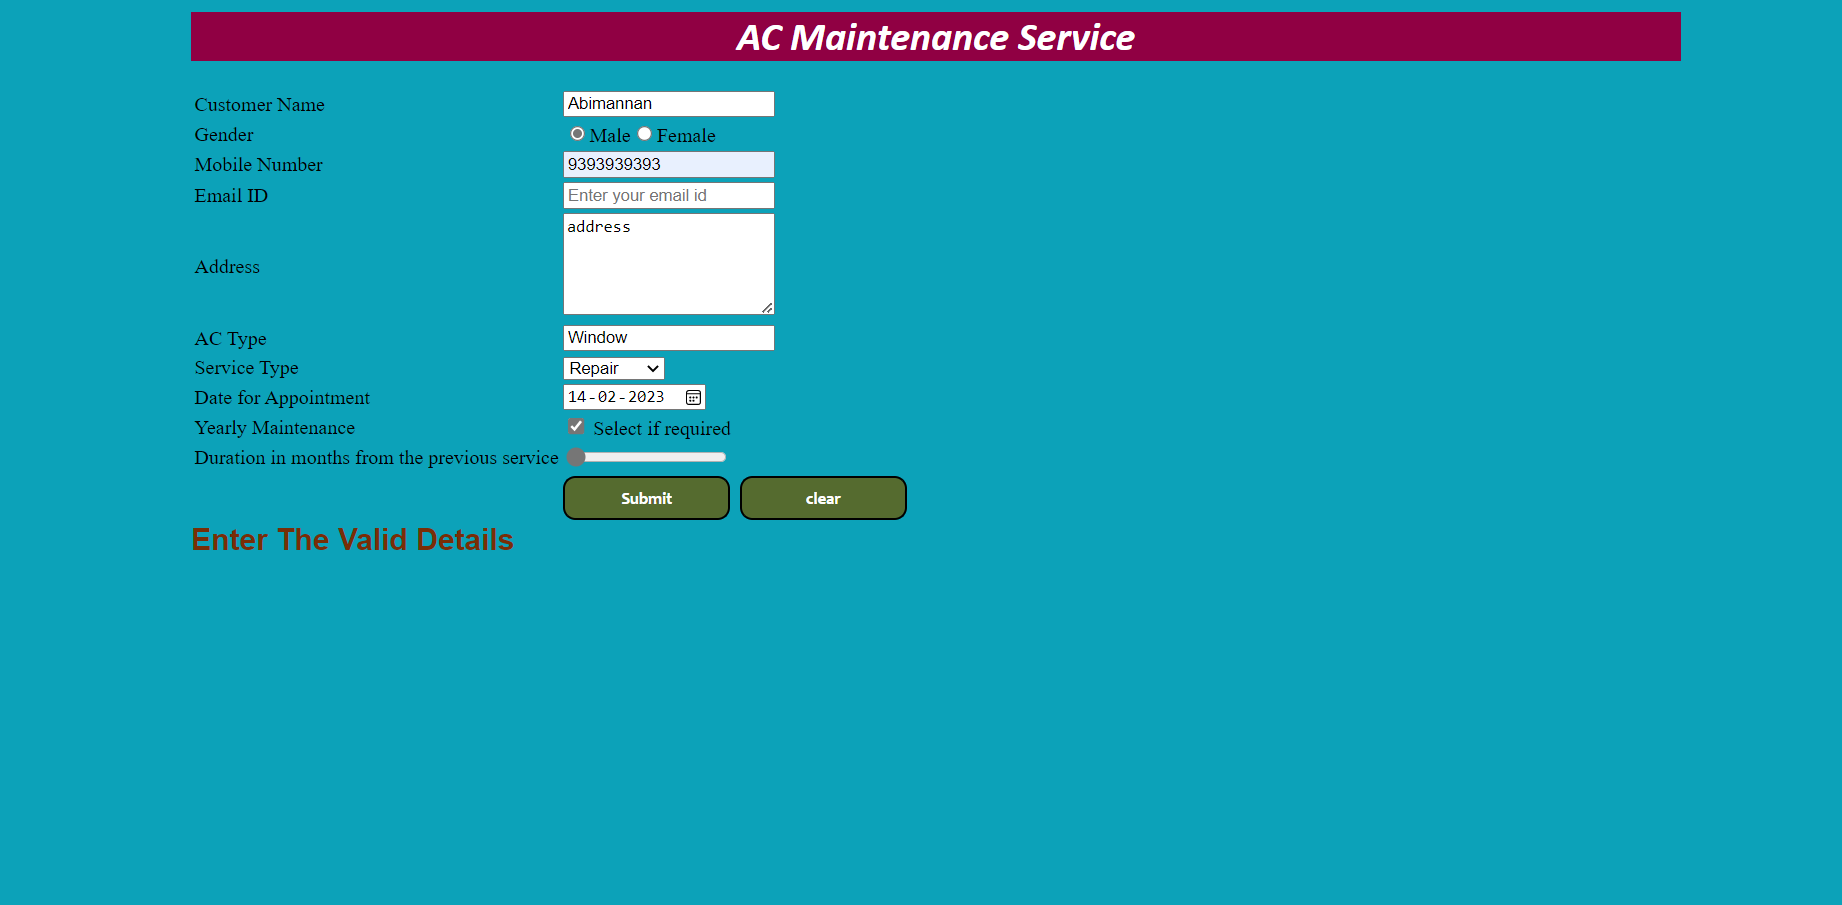 AC Maintenance Service
Customer Name Abimannan
Gender Male Female
Mobile Number 9393939393
Email ID Enter your email id
address
Address
AC Type Window
Service Type Repair
Date for Appointment 14-02-2023
Yearly Maintenance Select if required
Duration in months from the previous service
Submit clear
Enter The Valid Details